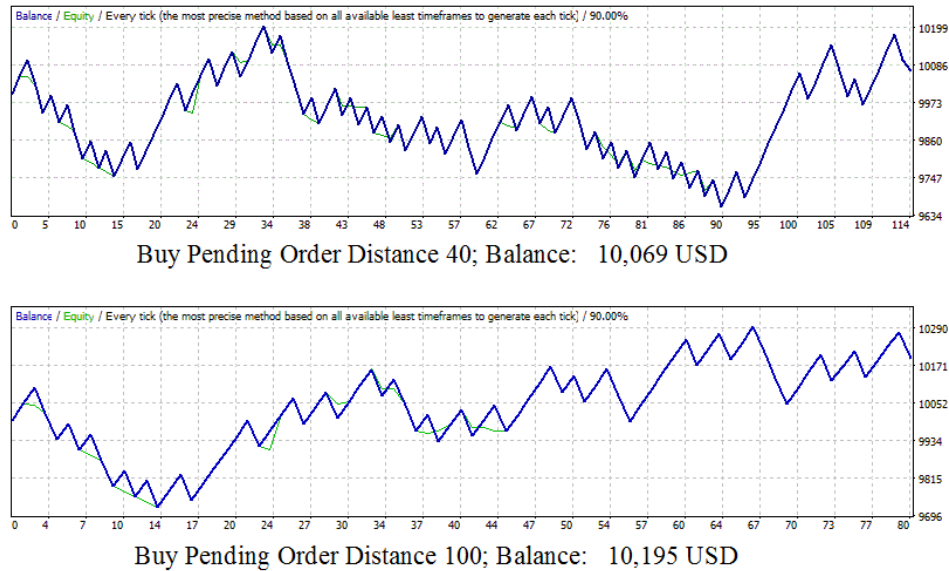 Balance / Equity / Every tick (the most precise method based on all available least timeframes to generate each tick) / 90.00%
10199
10086
9973
9860
9747
9634
0 5 10 15 20 24 29 34 39 43 48 53 57 62 67 72 76 81 86 91 95 100 105 109 114
Buy Pending Order Distance 40; Balance: 10,069 USD
Balance / Equity / Every tick (the most precise method based on all available least timeframes to generate each tick) / 90.00%
10290
10171
10052
9934
9815
9696
0 4 7 10 14 17 20 24 27 30 34 37 40 44 47 50 54 57 60 64 67 70 73 77 80
Buy Pending Order Distance 100; Balance: 10,195 USD